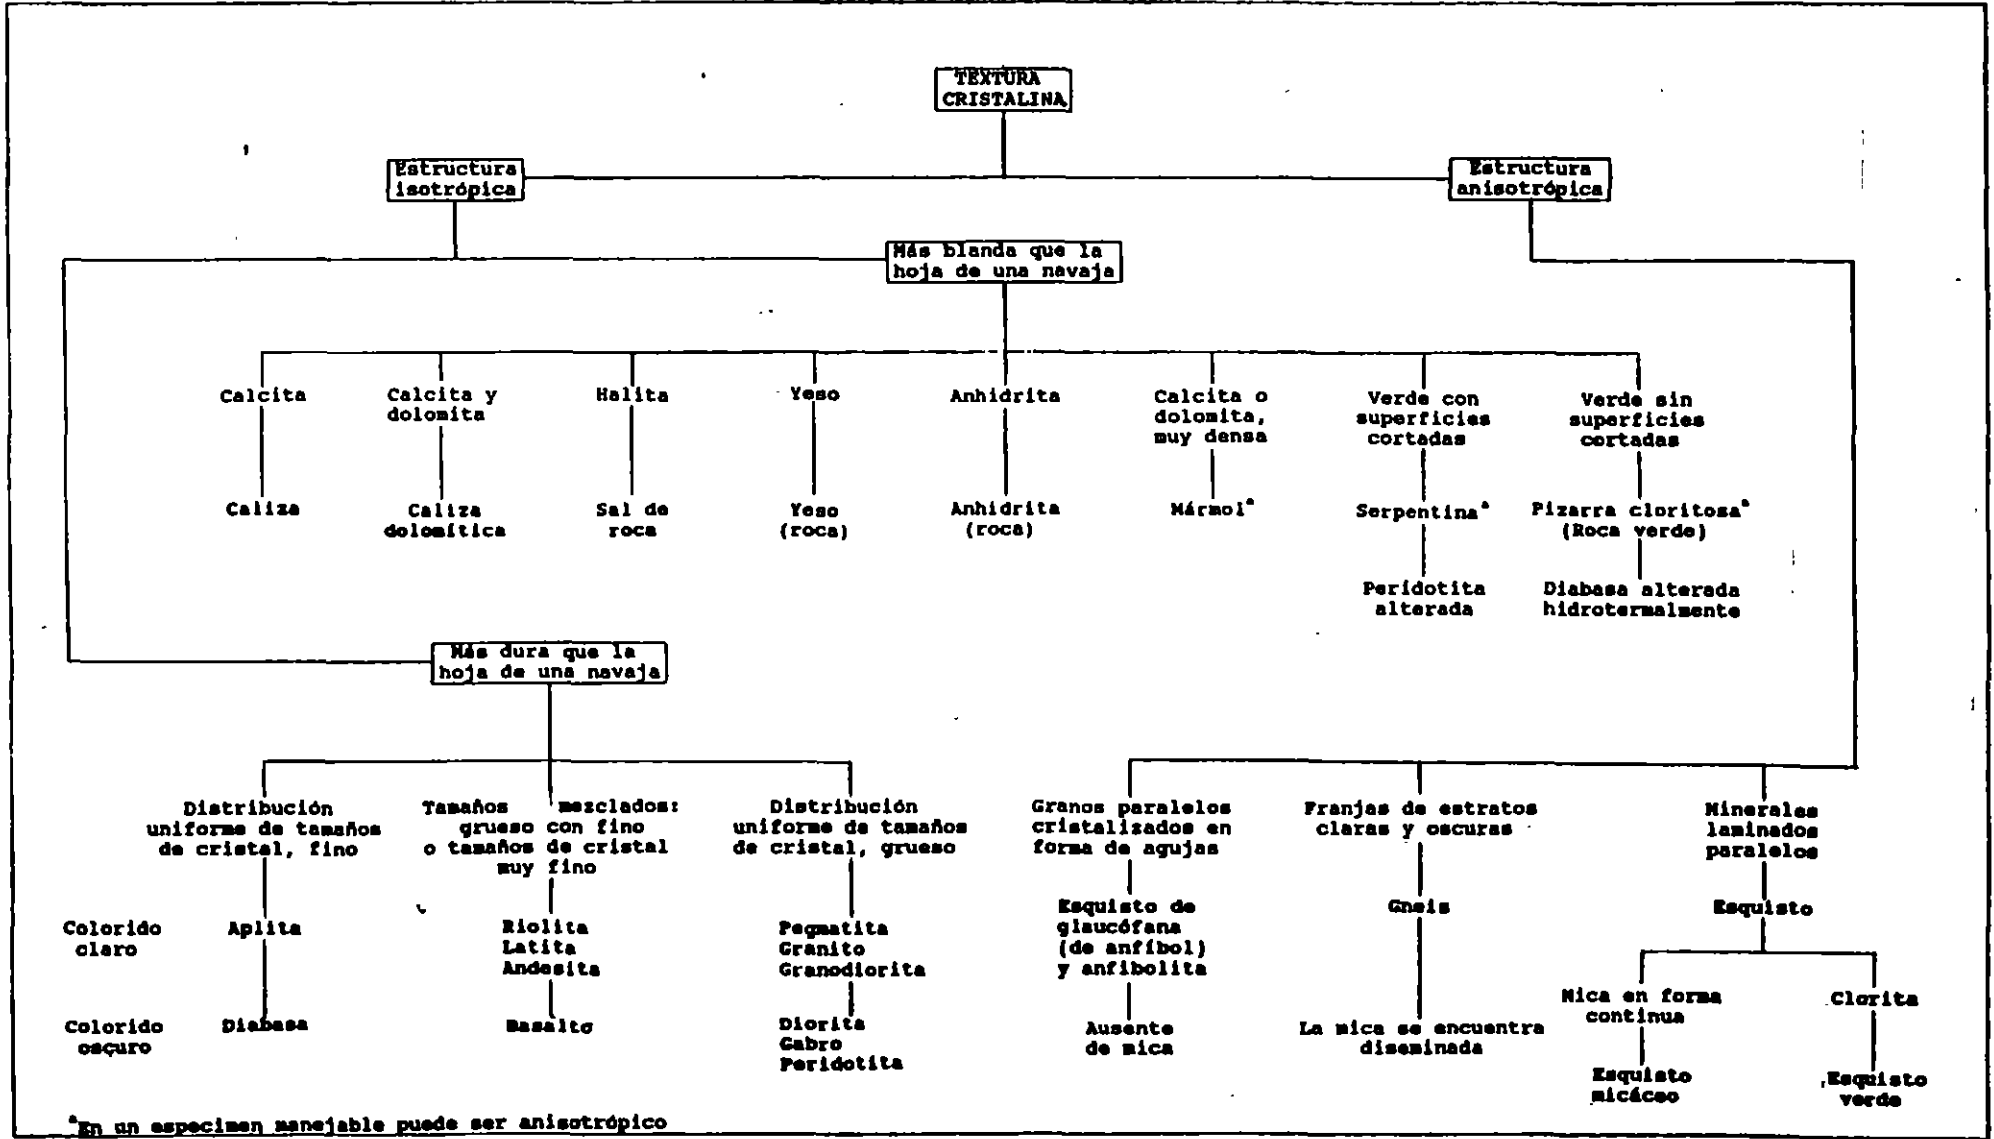 TEXTURA
CRISTALINA
Estructura
isotrópica
Estructura
anisotrópica
Más blanda que la
hoja de una navaja
Calcita
Calcita y
dolomita
Halita
Yeso
Anhidrita
Calcita o
dolomita,
muy densa
Verde con
superficies
cortadas
Verde sin
superficies
cortadas
Caliza
Caliza
dolomítica
Sal de
roca
Yeso
(roca)
Anhidrita
(roca)
Mármol*
Serpentina*
Pizarra cloritosa*
(Roca verde)
Perídotita
alterada
Diabasa alterada
hidrotermalmente
Más dura que la
hoja de una navaja
Distribución
uniforme de tamaños
de cristal, fino
Tamaños mezclados:
grueso con fino
o tamaños de cristal
muy fino
Distribución
uniforme de tamaños
de cristal, grueso
Granos paralelos
cristalizados en
forma de agujas
Franjas de estratos
claras y oscuras
Minerales
laminados
paralelos
Colorido
claro
Aplita
Riolita
Latita
Andesita
Pegmatita
Granito
Granodiorita
Esquisto de
glaucófana
(de anfíbol)
y anfibolita
Gneis
Esquisto
Mica en forma
continua
Clorita
Colorido
oscuro
Diabasa
Basalto
Diorita
Gabro
Peridotita
Ausente
de mica
La mica se encuentra
diseminada
Esquisto
micáceo
Esquisto
verde
*En un especimen manejable puede ser anisotrópico